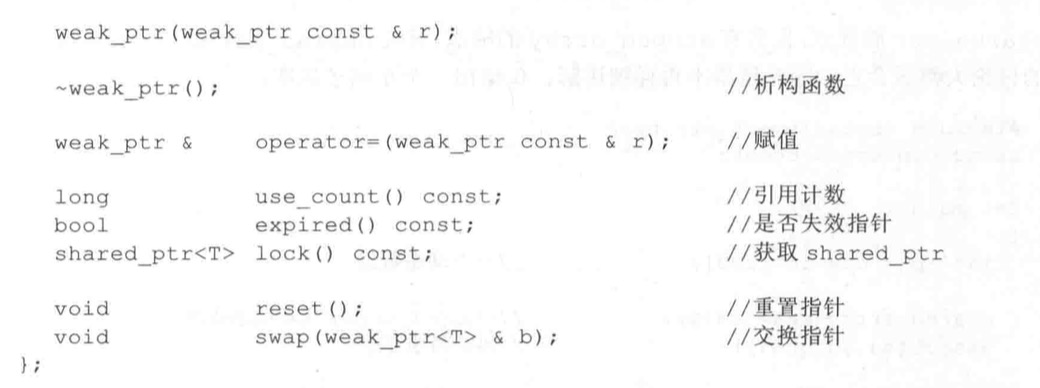 weak_ptr(weak_ptr const & r);
~weak_ptr(); //析构函数
weak_ptr & operator=(weak_ptr const & r); //赋值
long use_count() const; //引用计数
bool expired() const; //是否失效指针
shared_ptr<T> lock() const; //获取 shared_ptr
void reset(); //重置指针
void swap(weak_ptr<T> & b); //交换指针
};